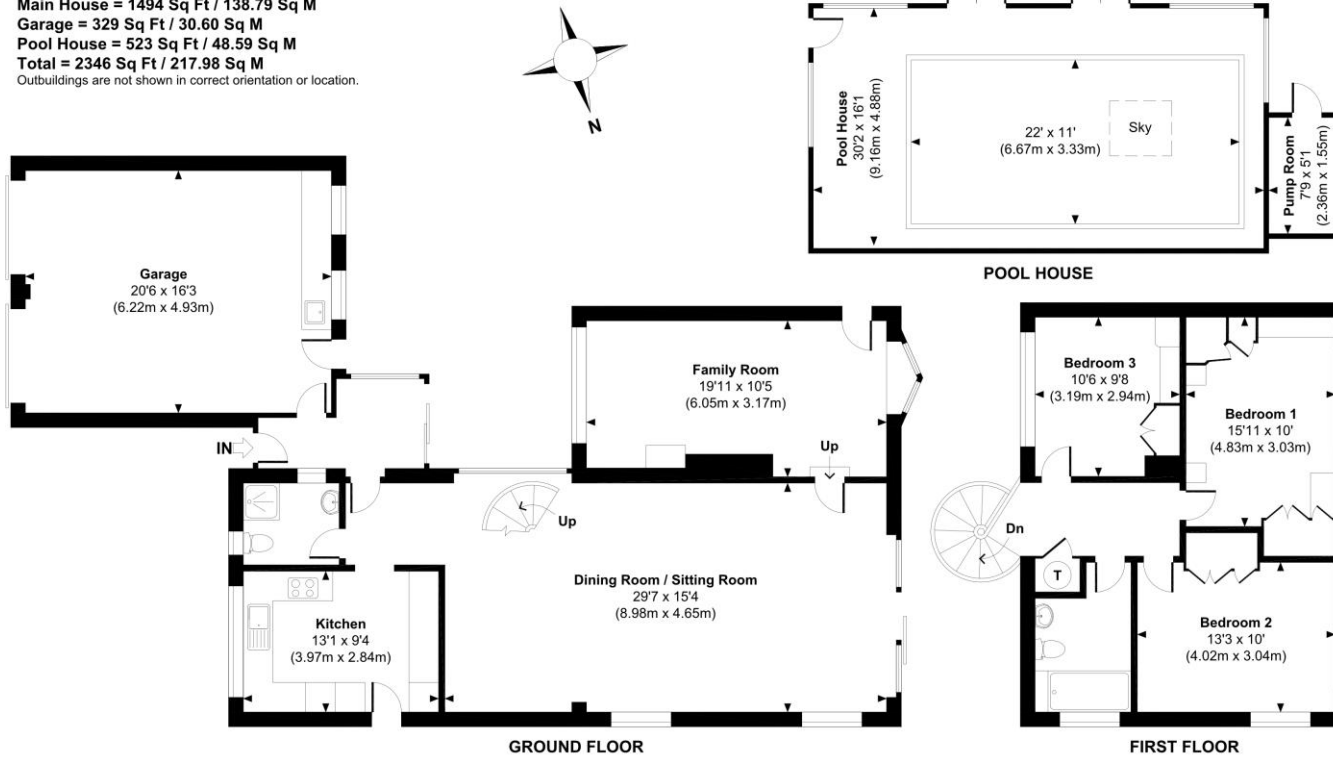 Main House = 1494 Sq Ft / 138.79 Sq M
Garage = 329 Sq Ft / 30.60 Sq M
Pool House = 523 Sq Ft / 48.59 Sq M
Total = 2346 Sq Ft / 217.98 Sq M
Outbuildings are not shown in correct orientation or location.
N
Pool House
30'2 x 16'1
(9.16m x 4.88m)
22' x 11'
(6.67m x 3.33m)
Sky
Pump Room
7'9 x 5'1
(2.36m x 1.55m)
POOL HOUSE
Garage
20'6 x 16'3
(6.22m x 4.93m)
IN
Family Room
19'11 x 10'5
(6.05m x 3.17m)
Up
Up
Dining Room / Sitting Room
29'7 x 15'4
(8.98m x 4.65m)
Kitchen
13'1 x 9'4
(3.97m x 2.84m)
GROUND FLOOR
Bedroom 3
10'6 x 9'8
(3.19m x 2.94m)
Bedroom 1
15'11 x 10'
(4.83m x 3.03m)
Dn
T
Bedroom 2
13'3 x 10'
(4.02m x 3.04m)
FIRST FLOOR